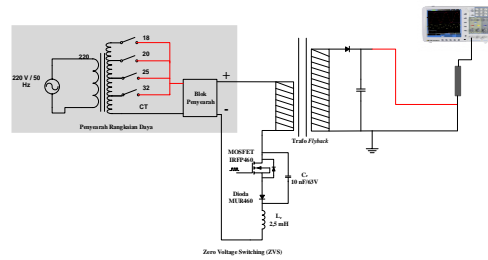 18
20
25
32
CT
220
220 V / 50
Hz
Blok
Penyearah
+
-
Penyearah Rangkaian Daya
Trafo Flyback
MOSFET
IRFP460
Cr
10 nF/63V
Dioda
MUR460
Lr
2,5 mH
Zero Voltage Switching (ZVS)